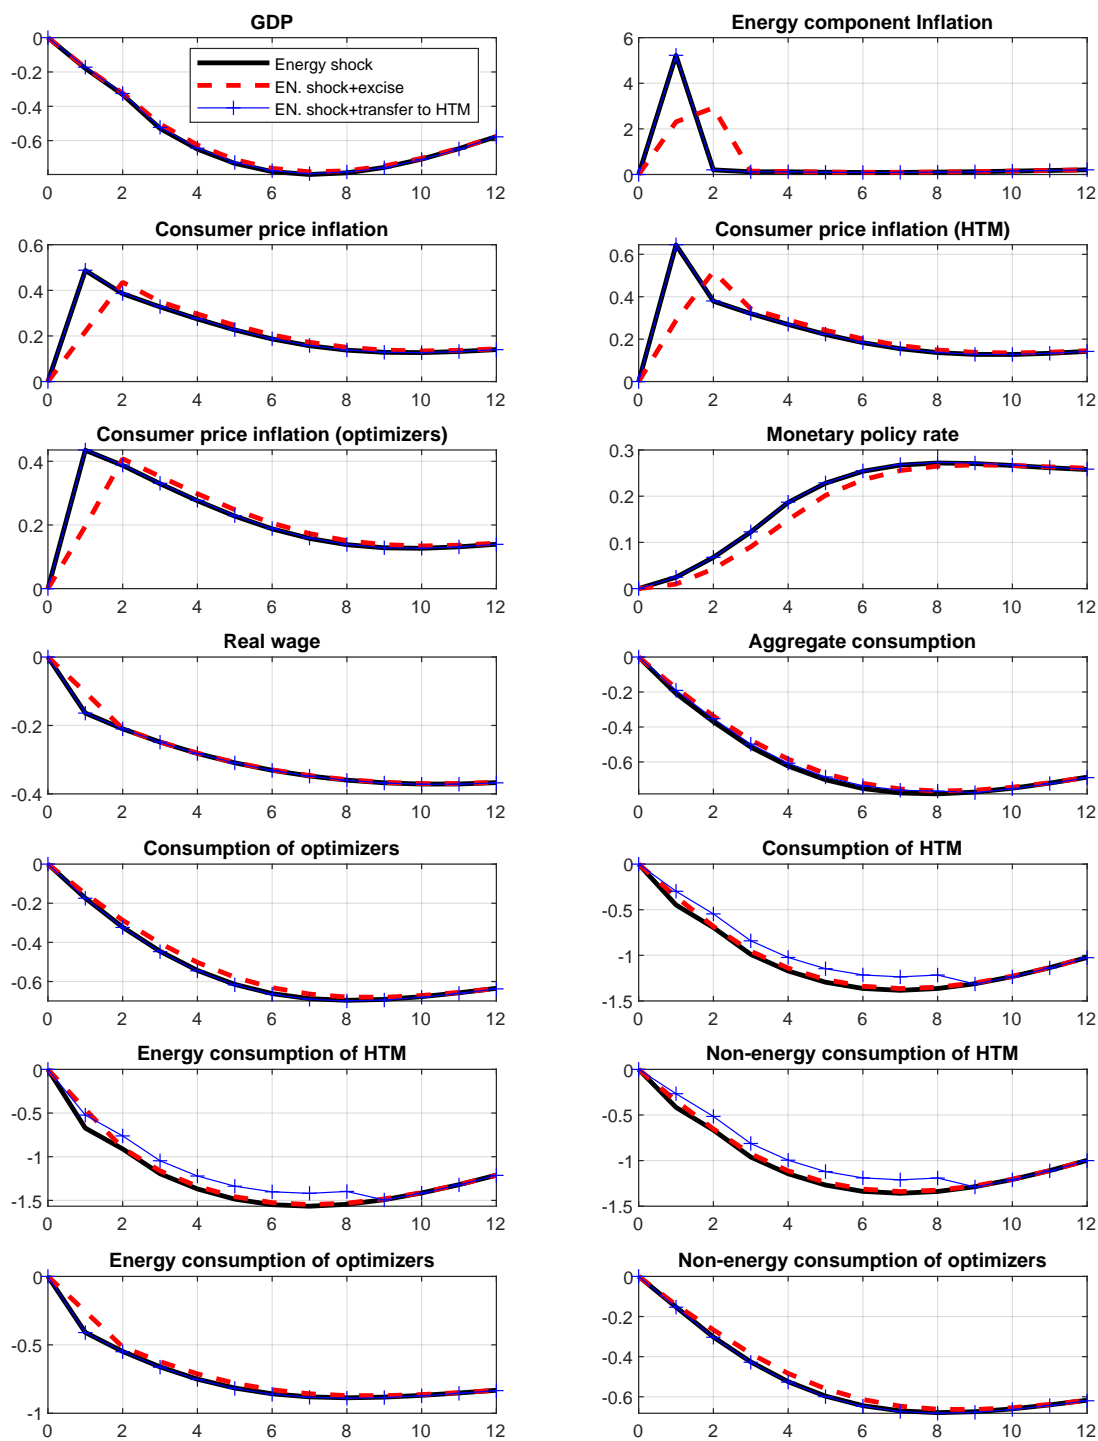 GDP
0
-0.2
-0.4
-0.6
0 2 4 6 8 10 12
Energy shock
EN. shock+excise
EN. shock+transfer to HTM
Energy component Inflation
6
4
2
0
0 2 4 6 8 10 12
Consumer price inflation
0.6
0.4
0.2
0
0 2 4 6 8 10 12
Consumer price inflation (HTM)
0.6
0.4
0.2
0
0 2 4 6 8 10 12
Consumer price inflation (optimizers)
0.4
0.2
0
0 2 4 6 8 10 12
Monetary policy rate
0.3
0.2
0.1
0
0 2 4 6 8 10 12
Real wage
0
-0.2
-0.4
0 2 4 6 8 10 12
Aggregate consumption
0
-0.2
-0.4
-0.6
0 2 4 6 8 10 12
Consumption of optimizers
0
-0.2
-0.4
-0.6
0 2 4 6 8 10 12
Consumption of HTM
0
-0.5
-1
-1.5
0 2 4 6 8 10 12
Energy consumption of HTM
0
-0.5
-1
-1.5
0 2 4 6 8 10 12
Non-energy consumption of HTM
0
-0.5
-1
-1.5
0 2 4 6 8 10 12
Energy consumption of optimizers
0
-0.5
-1
0 2 4 6 8 10 12
Non-energy consumption of optimizers
0
-0.2
-0.4
-0.6
0 2 4 6 8 10 12